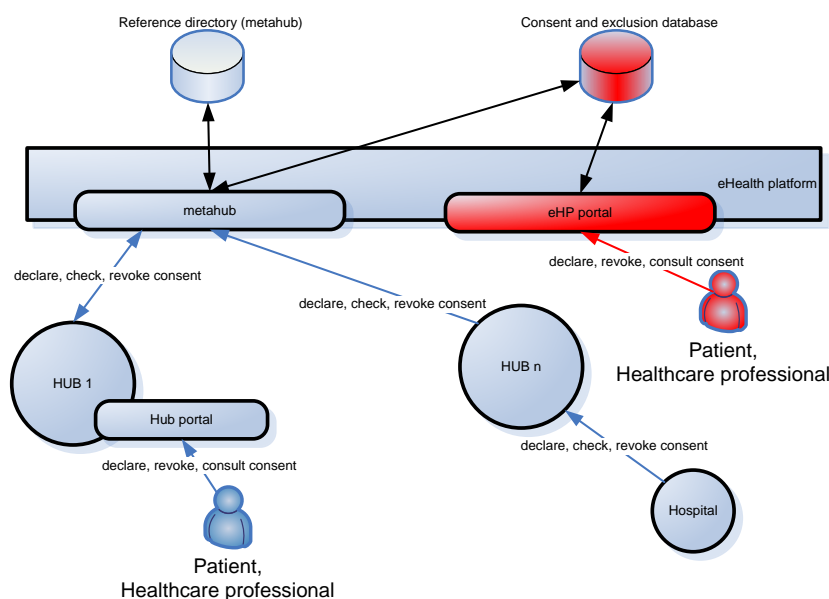 Reference directory (metahub)
Consent and exclusion database
eHealth platform
metahub
eHP portal
declare, check, revoke consent
declare, revoke, consult consent
declare, check, revoke consent
Patient,
Healthcare professional
HUB 1
HUB n
Hub portal
declare, check, revoke consent
declare, revoke, consult consent
Hospital
Patient,
Healthcare professional